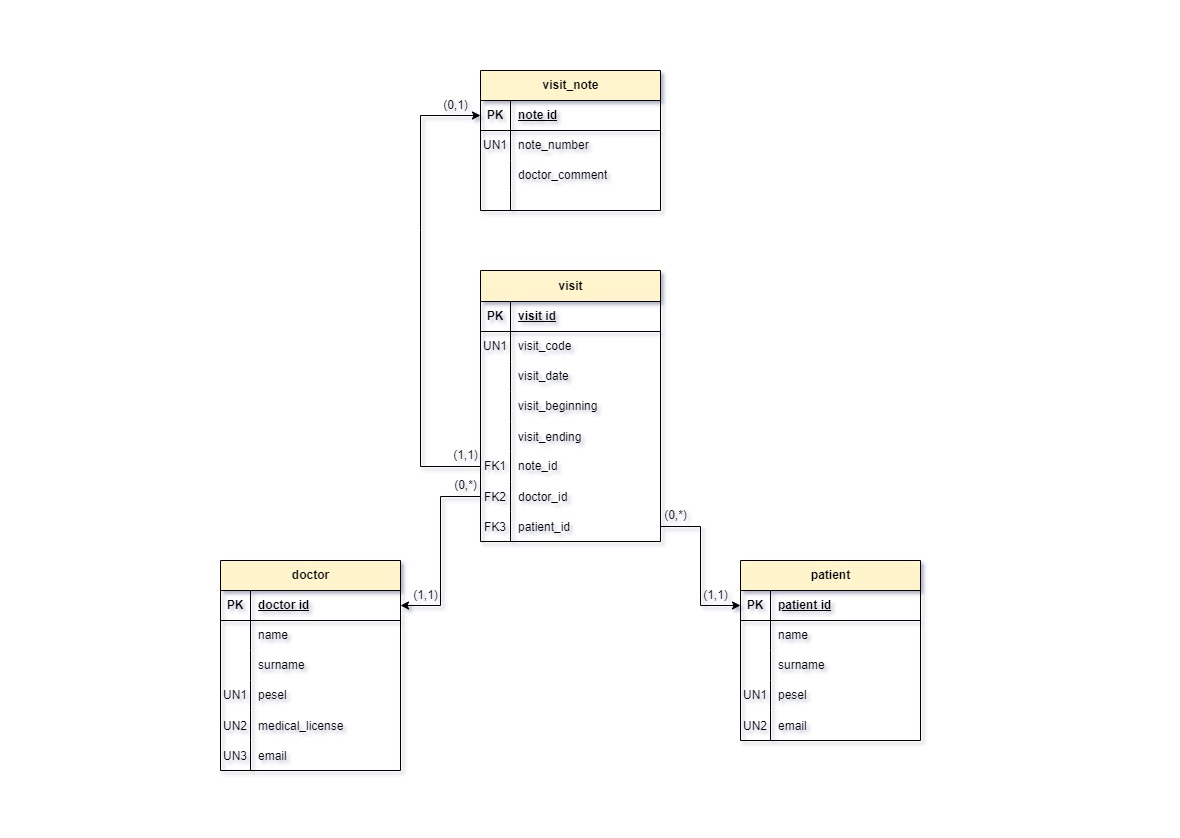 visit_note
(0,1)
PK note id
UN1 note_number
doctor_comment
visit
PK visit id
UN1 visit_code
visit_date
visit_beginning
visit_ending
(1,1)
FK1 note_id
(0,*)
FK2 doctor_id
FK3 patient_id
(0,*)
doctor
(1,1)
PK doctor id
name
surname
UN1 pesel
UN2 medical_license
UN3 email
patient
(1,1)
PK patient id
name
surname
UN1 pesel
UN2 email